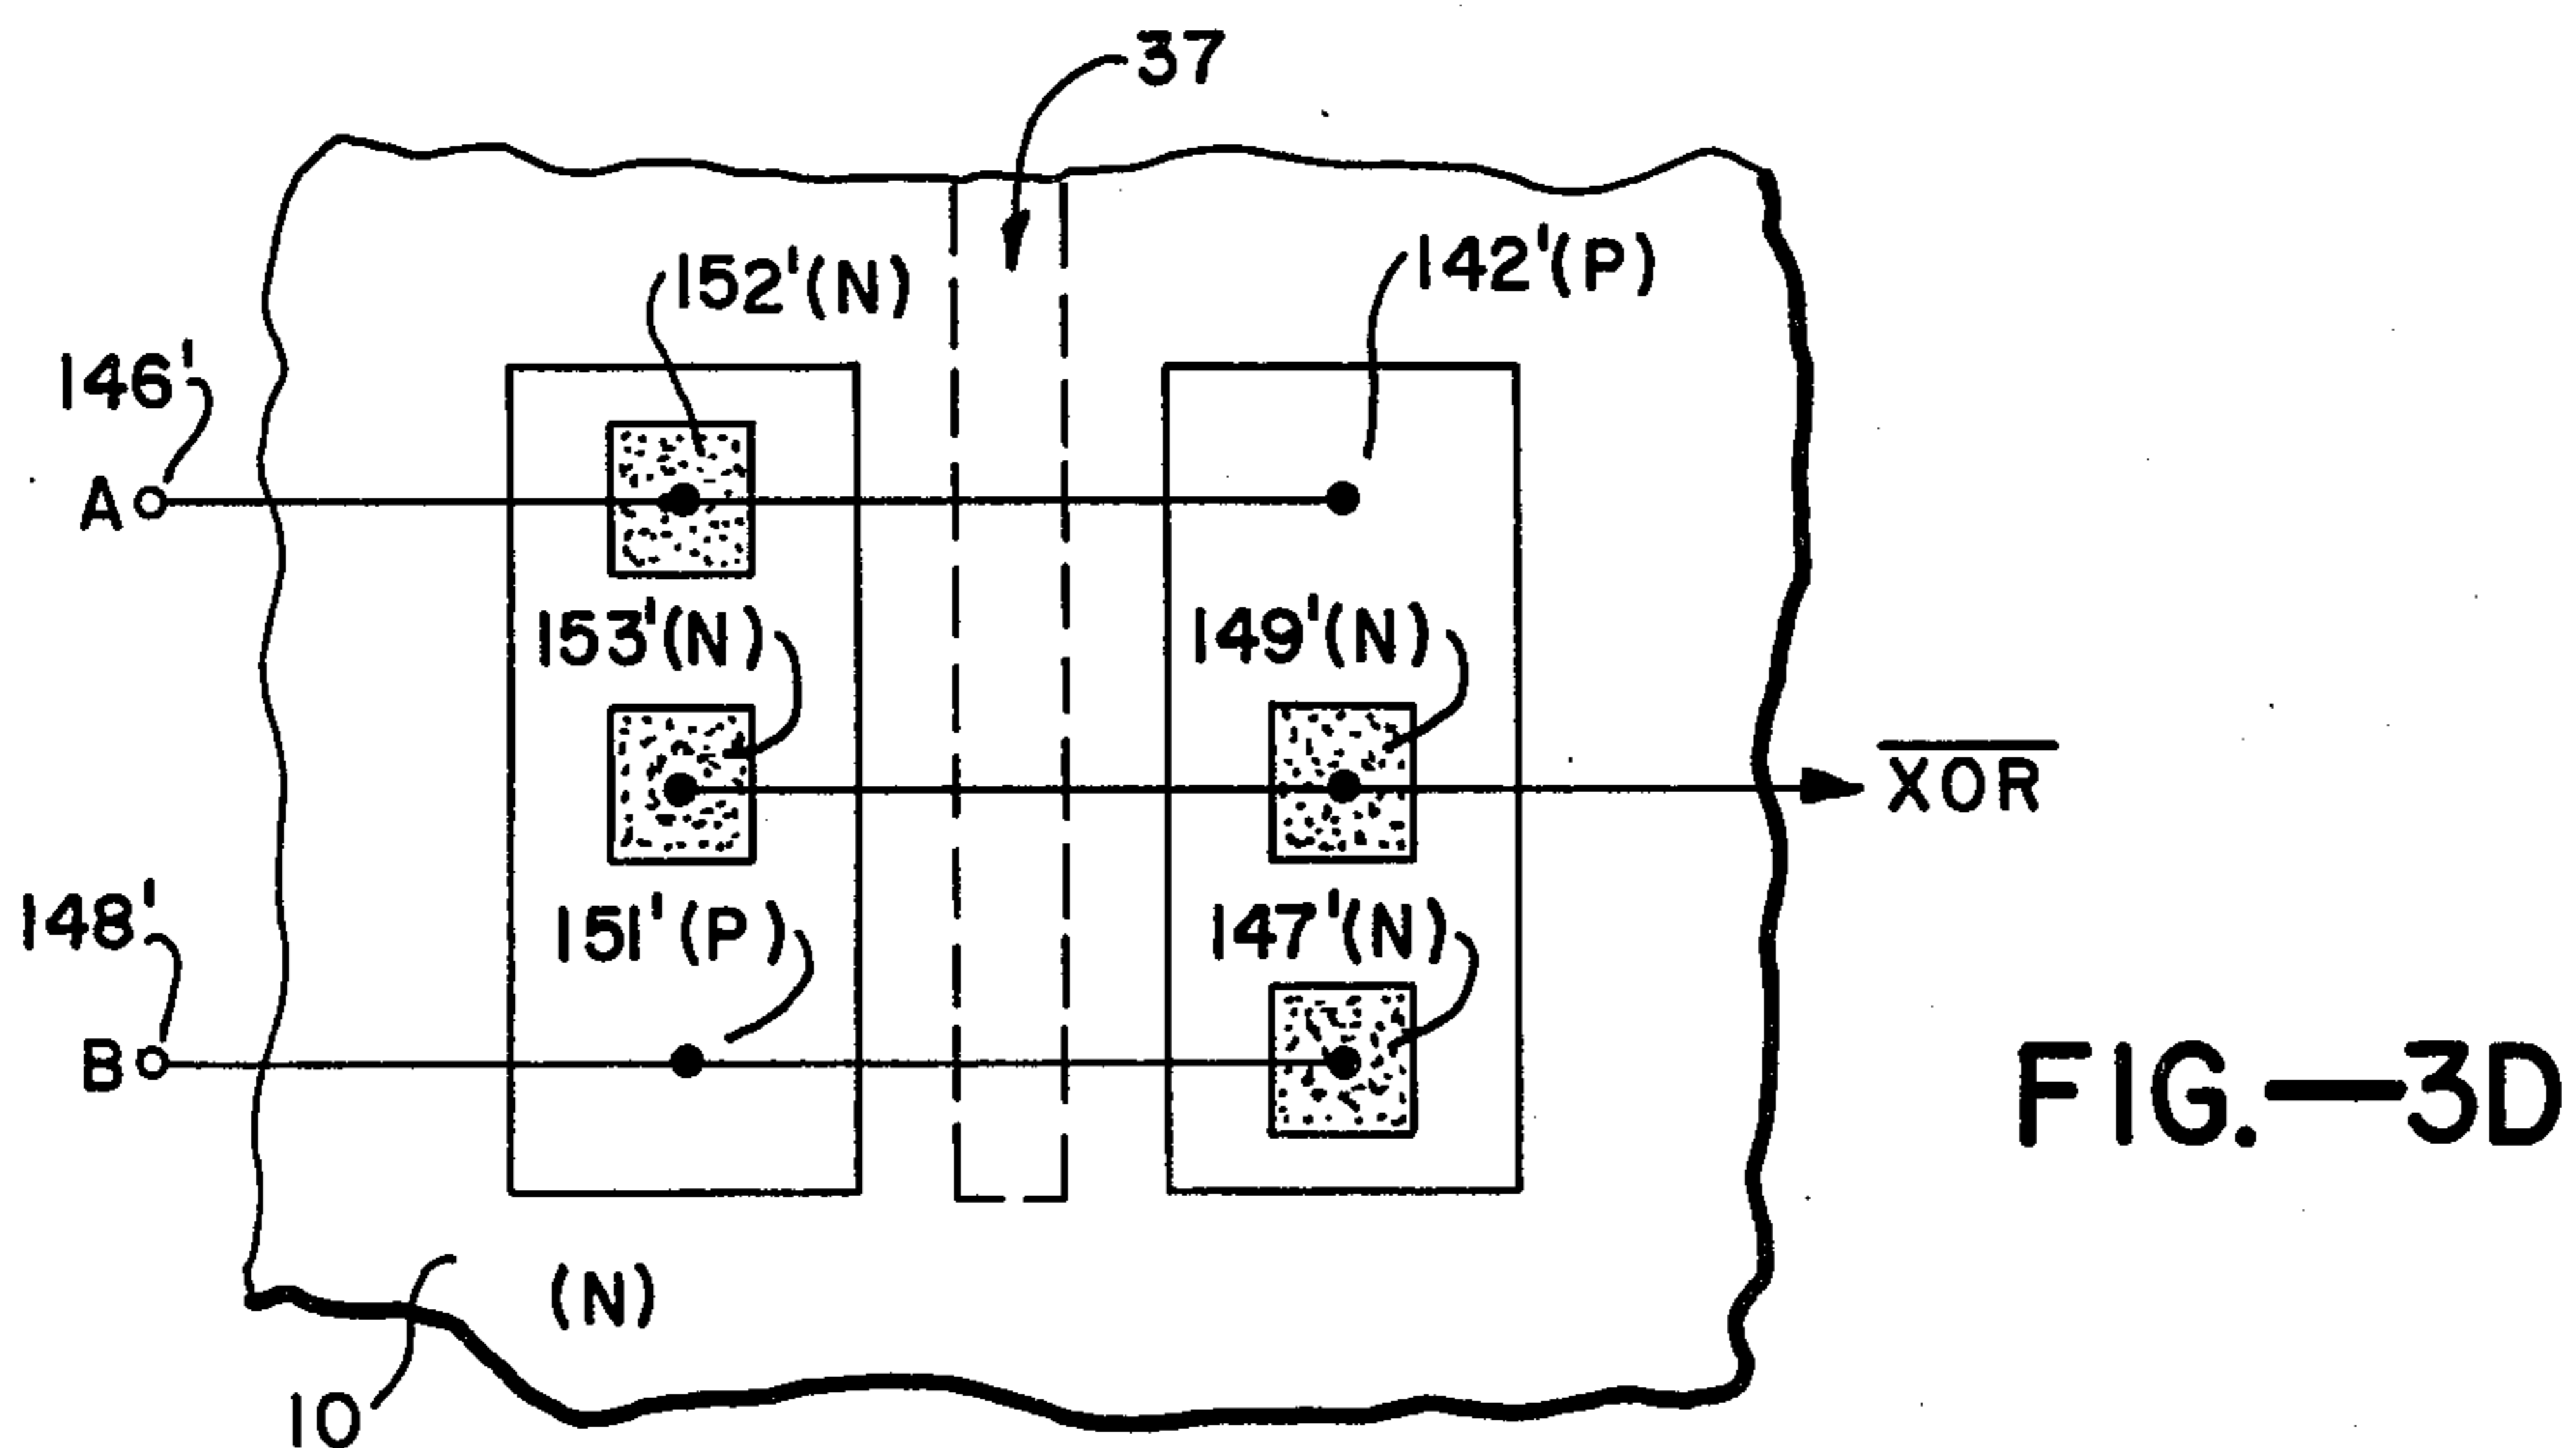 37
152'(N)
142'(P)
146'
A
153'(N)
149'(N)
XOR
151'(P)
147'(N)
148'
B
FIG.—3D
(N)
10